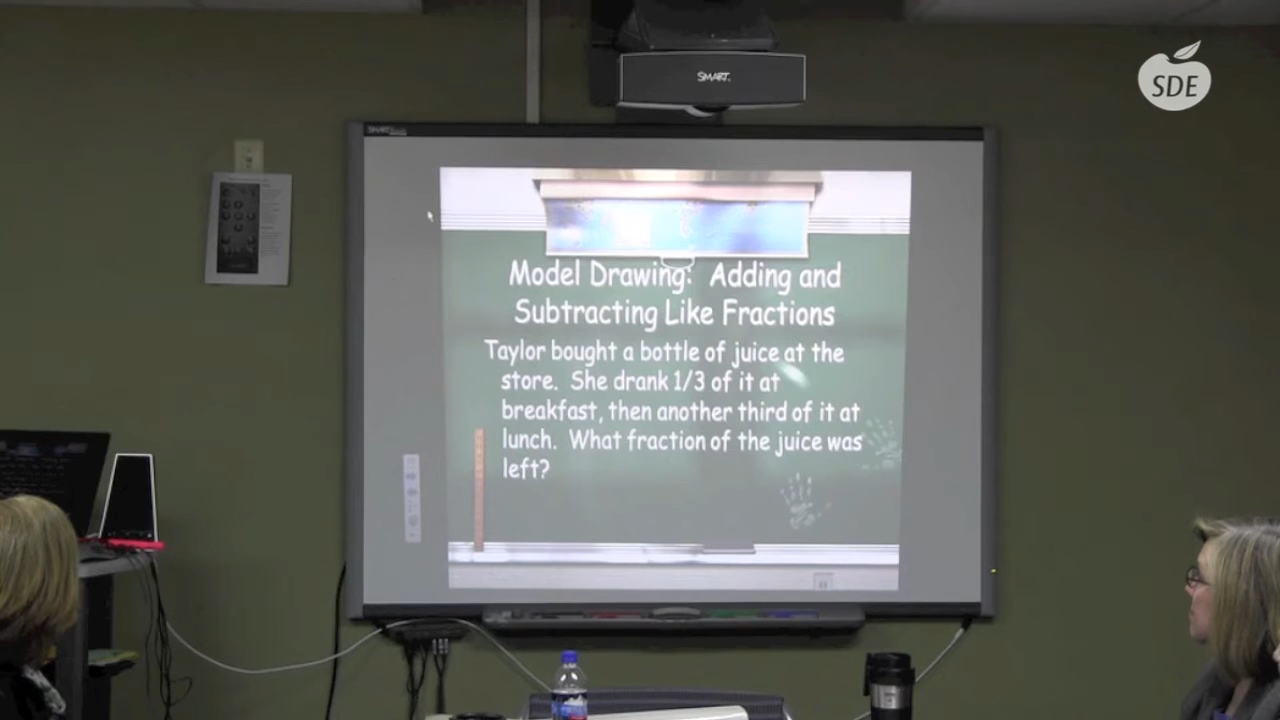 SDE
SMART
SMART
Model Drawing: Adding and
Subtracting Like Fractions
Taylor bought a bottle of juice at the
store. She drank 1/3 of it at
breakfast, then another third of it at
lunch. What fraction of the juice was
left?